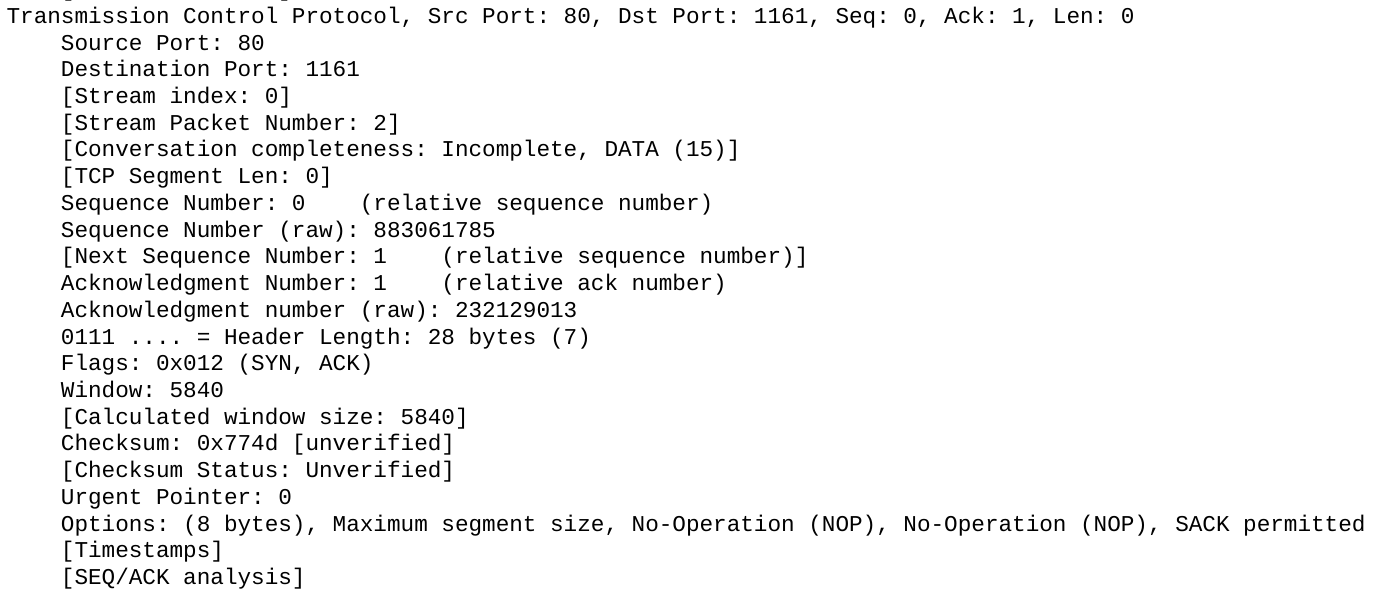 Transmission Control Protocol, Src Port: 80, Dst Port: 1161, Seq: 0, Ack: 1, Len: 0
Source Port: 80
Destination Port: 1161
[Stream index: 0]
[Stream Packet Number: 2]
[Conversation completeness: Incomplete, DATA (15)]
[TCP Segment Len: 0]
Sequence Number: 0    (relative sequence number)
Sequence Number (raw): 883061785
[Next Sequence Number: 1    (relative sequence number)]
Acknowledgment Number: 1    (relative ack number)
Acknowledgment number (raw): 232129013
0111 .... = Header Length: 28 bytes (7)
Flags: 0x012 (SYN, ACK)
Window: 5840
[Calculated window size: 5840]
Checksum: 0x774d [unverified]
[Checksum Status: Unverified]
Urgent Pointer: 0
Options: (8 bytes), Maximum segment size, No-Operation (NOP), No-Operation (NOP), SACK permitted
[Timestamps]
[SEQ/ACK analysis]